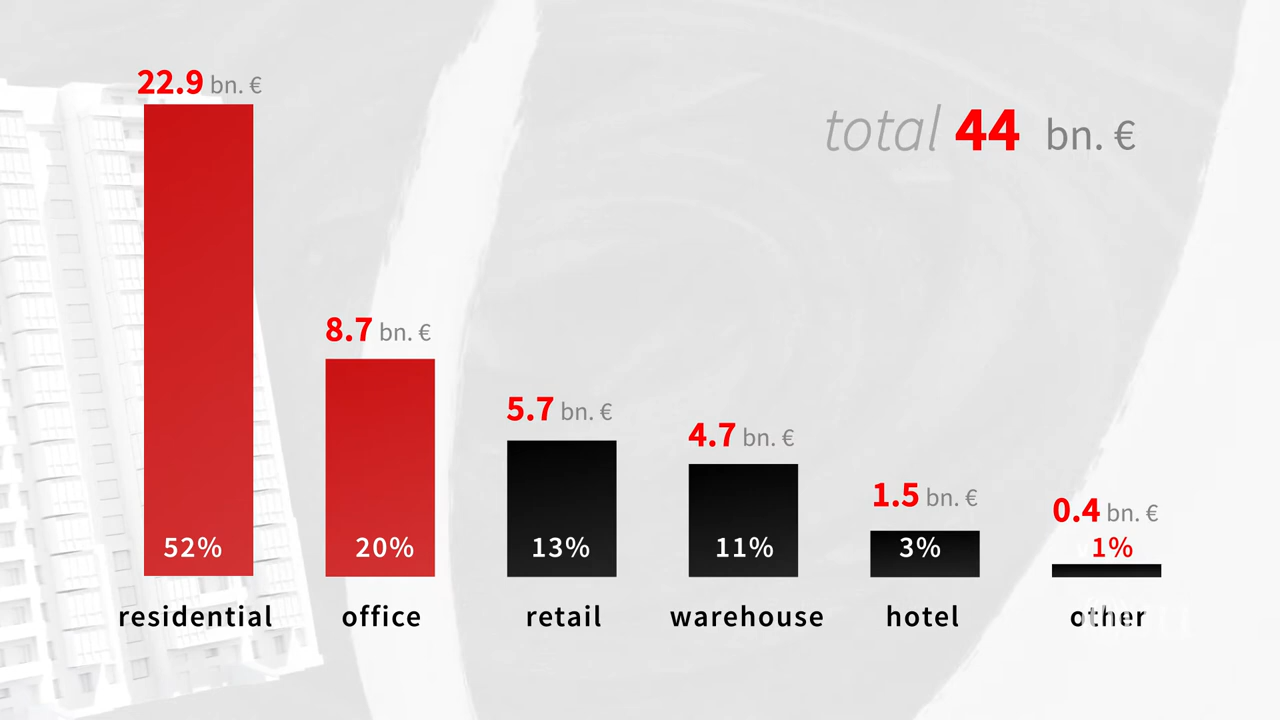 22.9 bn. €
total 44 bn. €
8.7 bn. €
5.7 bn. €
4.7 bn. €
1.5 bn. €
0.4 bn. €
52%
20%
13%
11%
3%
1%
residential
office
retail
warehouse
hotel
other